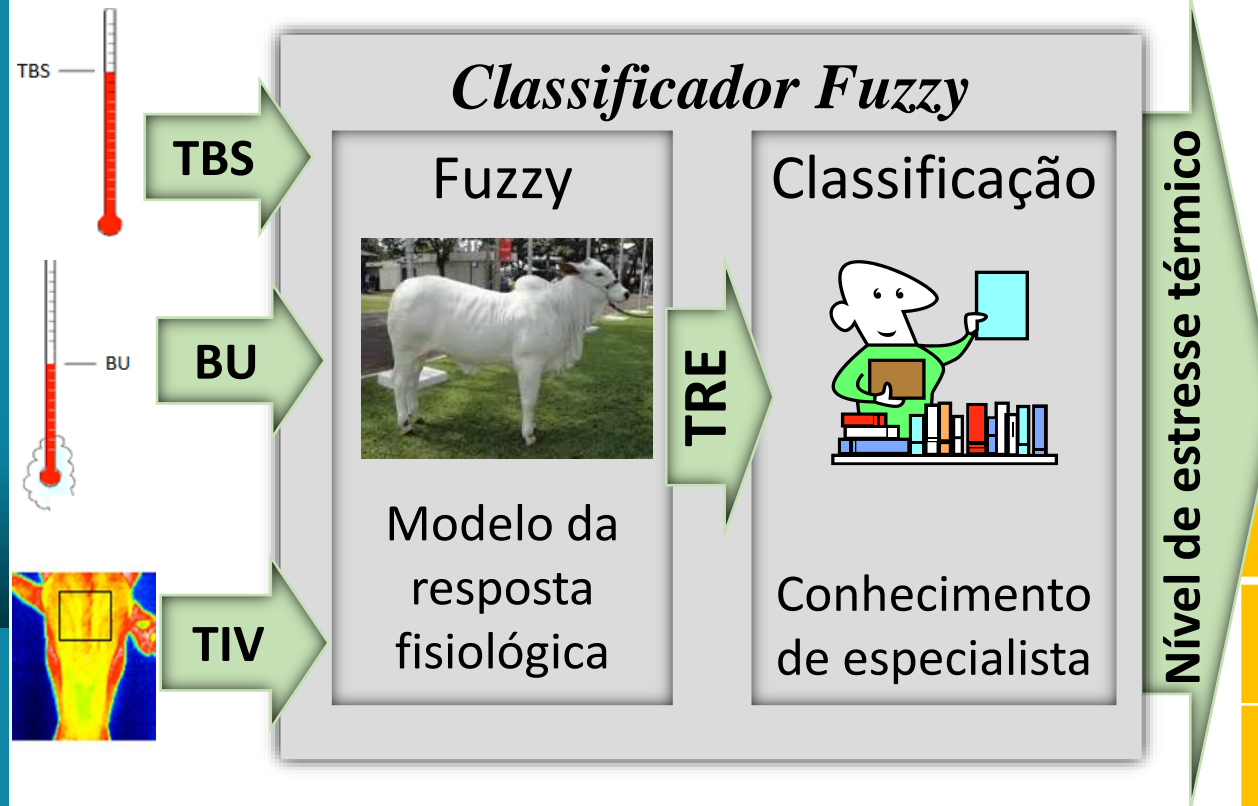 Classificador Fuzzy
TBS
TBS
BU
BU
TIV
Fuzzy
Modelo da
resposta
fisiológica
TRE
Classificação
Conhecimento
de especialista
Nível de estresse térmico